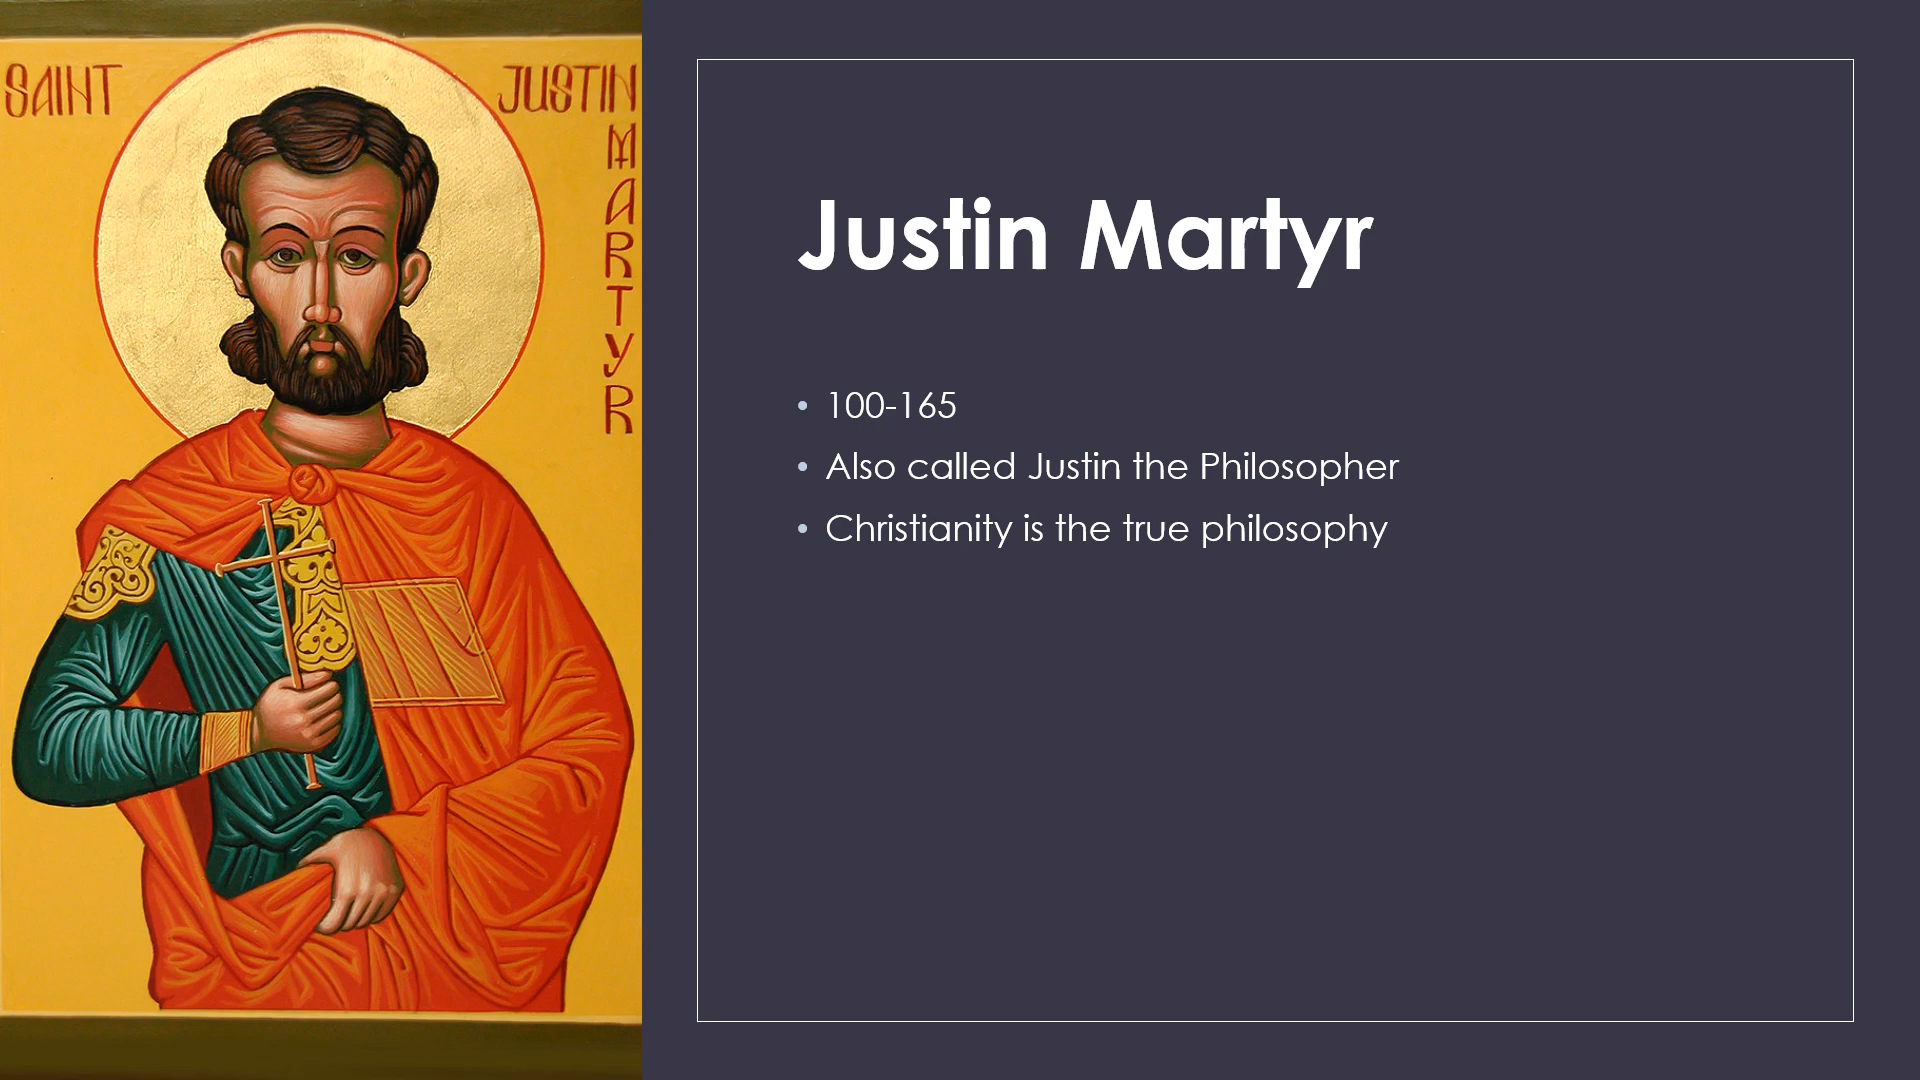 SAINT JUSTIN
MARTYR
Justin Martyr
• 100-165
• Also called Justin the Philosopher
• Christianity is the true philosophy